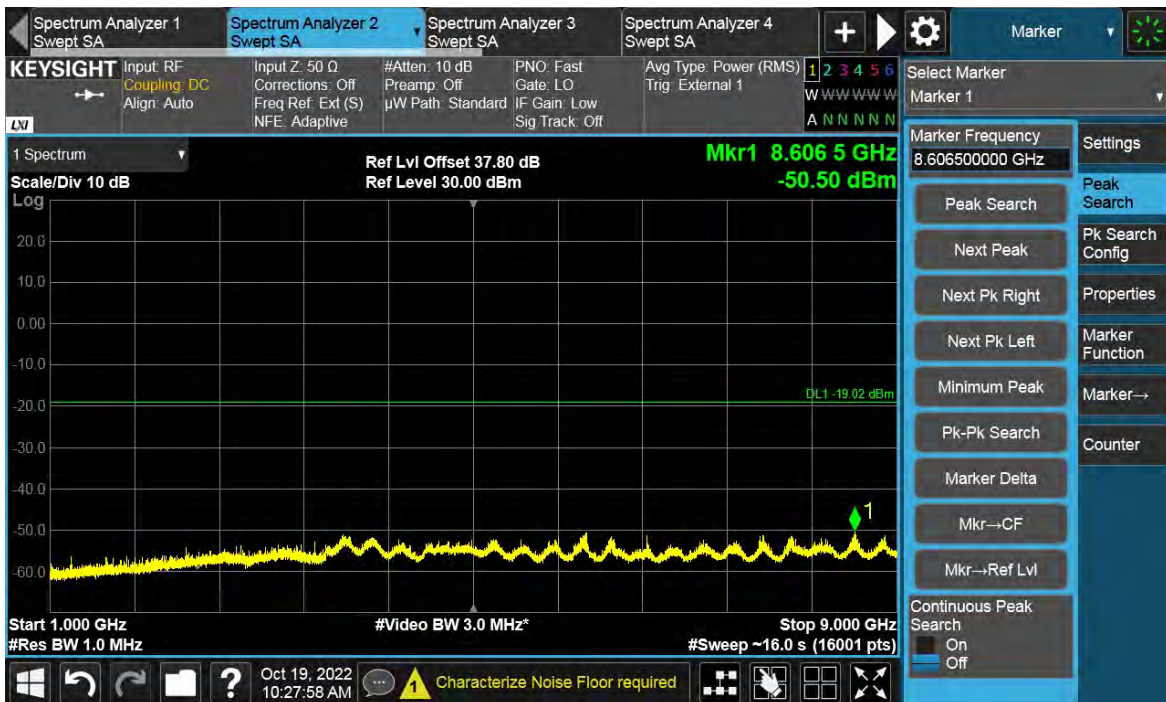 Spectrum Analyzer 1
Swept SA
Spectrum Analyzer 2
Swept SA
Spectrum Analyzer 3
Swept SA
Spectrum Analyzer 4
Swept SA
+
Marker
KEYSIGHT
LXI
Input: RF
Coupling: DC
Align: Auto
Input Z: 50 Ω
Corrections: Off
Freq Ref: Ext (S)
NFE: Adaptive
#Atten: 10 dB
Preamp: Off
µW Path: Standard
PNO: Fast
Gate: LO
IF Gain: Low
Sig Track: Off
Avg Type: Power (RMS)
Trig: External 1
1 2 3 4 5 6
W W W W W W
A N N N N N
Select Marker
Marker 1
1 Spectrum
Scale/Div 10 dB
Log
Ref Lvl Offset 37.80 dB
Ref Level 30.00 dBm
Mkr1 8.606 5 GHz
-50.50 dBm
20.0
10.0
0.00
-10.0
-20.0
-30.0
-40.0
-50.0
-60.0
DL1 -19.02 dBm
1
Start 1.000 GHz
#Res BW 1.0 MHz
#Video BW 3.0 MHz*
Stop 9.000 GHz
#Sweep ~16.0 s (16001 pts)
Marker Frequency
8.606500000 GHz
Peak Search
Next Peak
Next Pk Right
Next Pk Left
Minimum Peak
Pk-Pk Search
Marker Delta
Mkr→CF
Mkr→Ref Lvl
Continuous Peak
Search
On
Off
Settings
Peak
Search
Pk Search
Config
Properties
Marker
Function
Marker→
Counter
?
Oct 19, 2022
10:27:58 AM
1
Characterize Noise Floor required